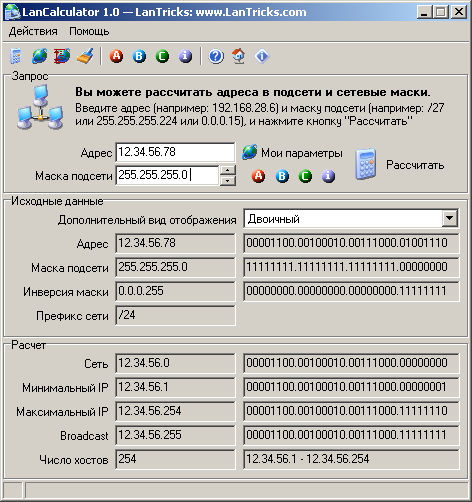 LanCalculator 1.0 — LanTricks: www.LanTricks.com
Действия Помощь
A B C i
Запрос
Вы можете рассчитать адреса в подсети и сетевые маски.
Введите адрес (например: 192.168.28.6) и маску подсети (например: /27
или 255.255.255.224 или 0.0.0.15), и нажмите кнопку "Рассчитать"
Адрес 12.34.56.78 Мои параметры
Маска подсети 255.255.255.0 A B C i Рассчитать
Исходные данные
Дополнительный вид отображения Двоичный
Адрес 12.34.56.78 00001100.00100010.00111000.01001110
Маска подсети 255.255.255.0 11111111.11111111.11111111.00000000
Инверсия маски 0.0.0.255 00000000.00000000.00000000.11111111
Префикс сети /24
Расчет
Сеть 12.34.56.0 00001100.00100010.00111000.00000000
Минимальный IP 12.34.56.1 00001100.00100010.00111000.00000001
Максимальный IP 12.34.56.254 00001100.00100010.00111000.11111110
Broadcast 12.34.56.255 00001100.00100010.00111000.11111111
Число хостов 254 12.34.56.1 - 12.34.56.254